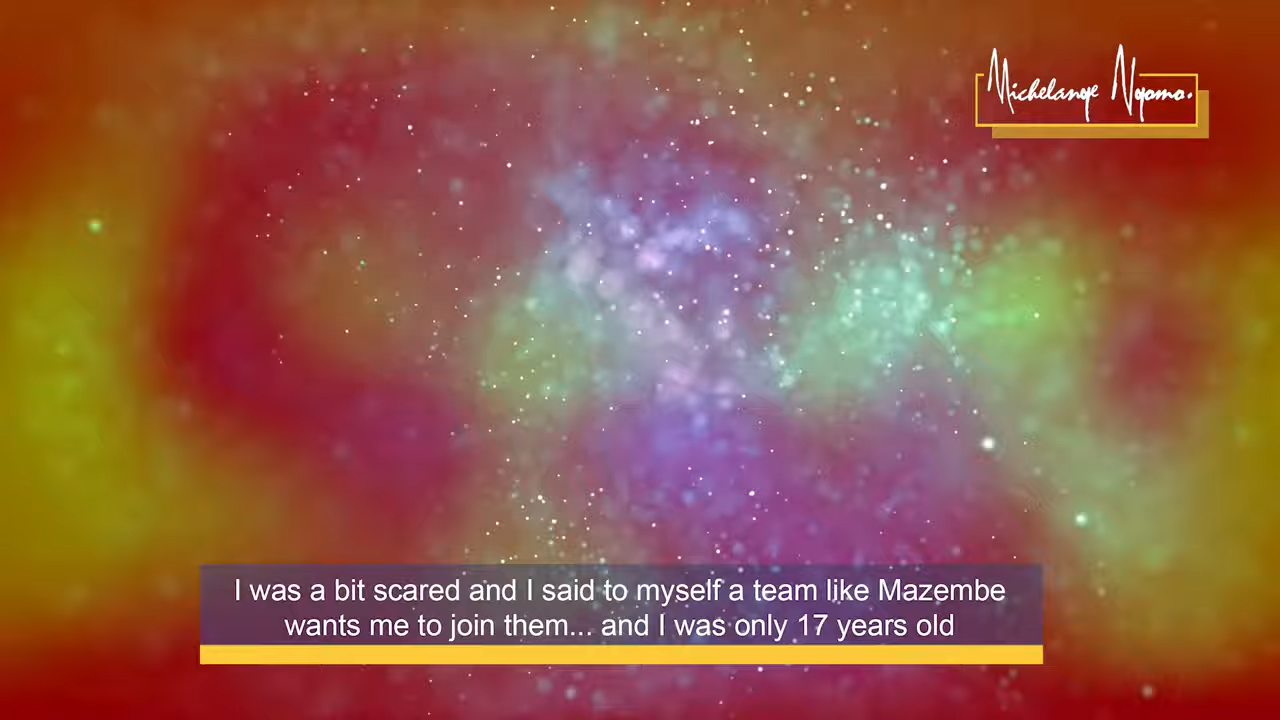 Michelange Ngomo.
I was a bit scared and I said to myself a team like Mazembe
wants me to join them... and I was only 17 years old